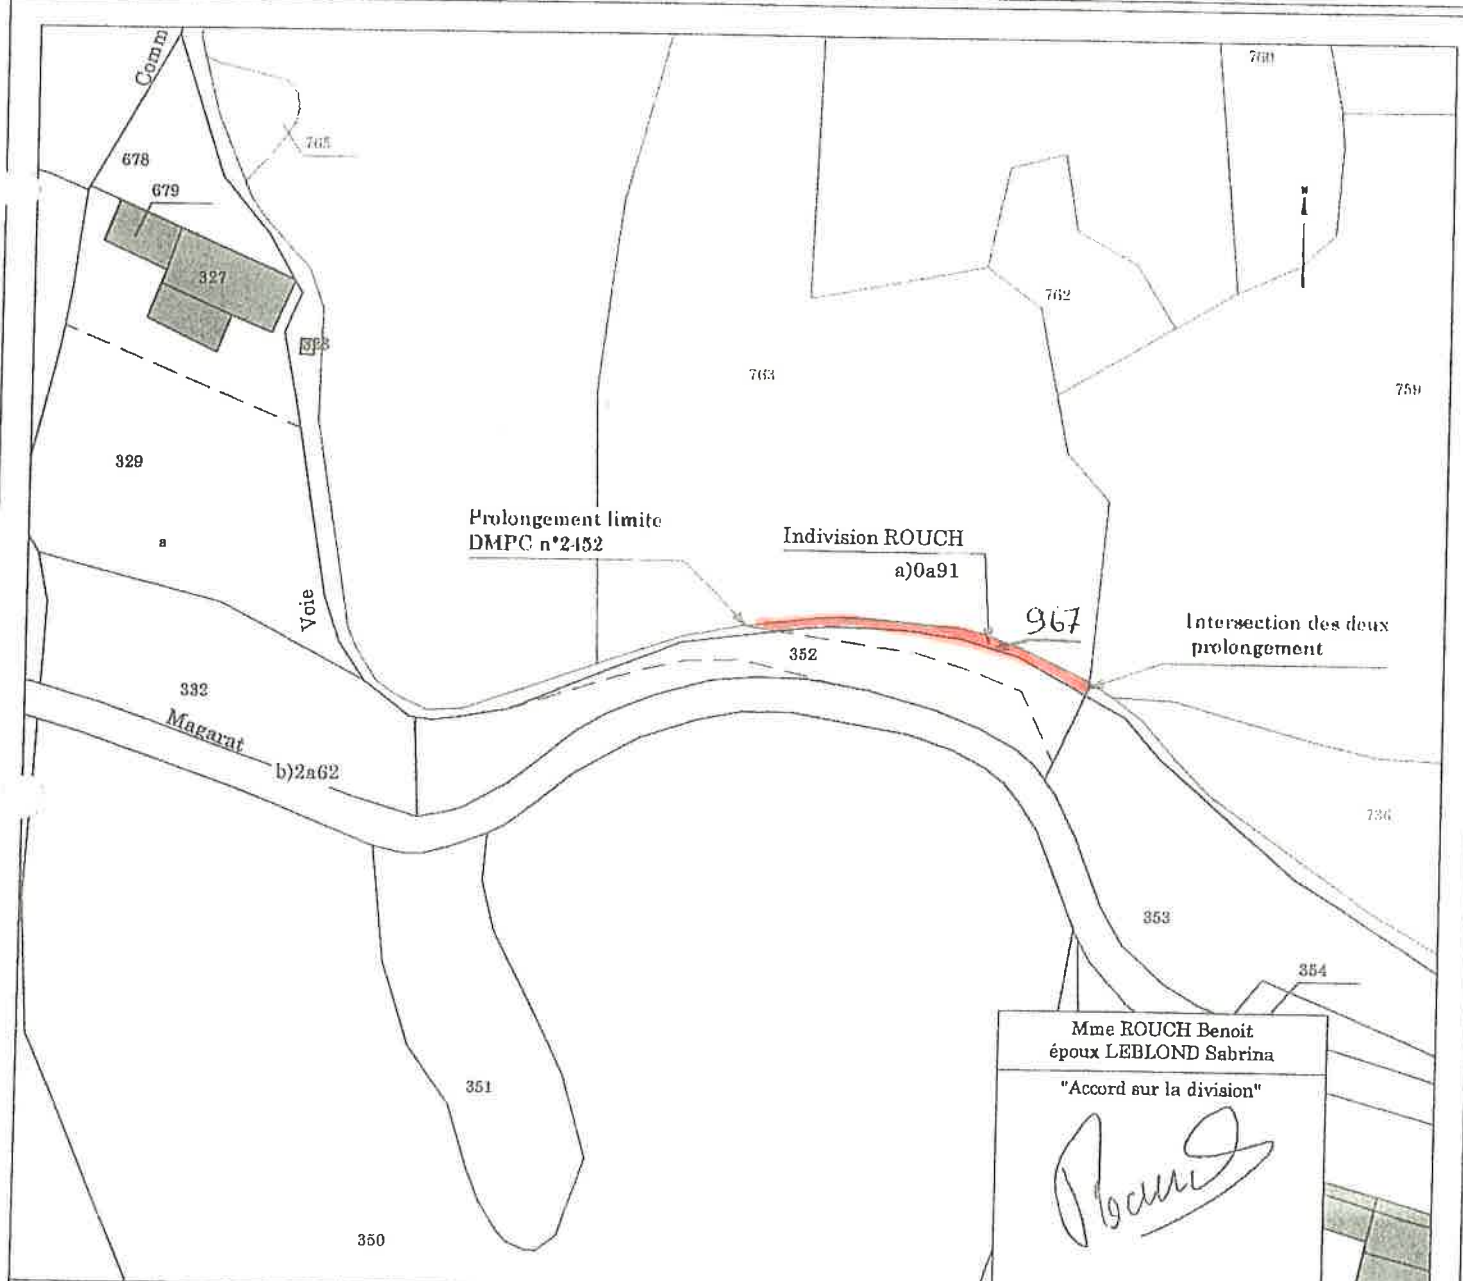 Comm
760
765
678
679
N
327
762
328
763
759
329
Prolongement limite
DMPC n°2452
Indivision ROUCH
a)0a91
a
967
Voie
Intersection des deux
prolongement
352
332
Magarat
b)2a62
736
353
354
Mme ROUCH Benoit
époux LEBLOND Sabrina
"Accord sur la division"
351
350